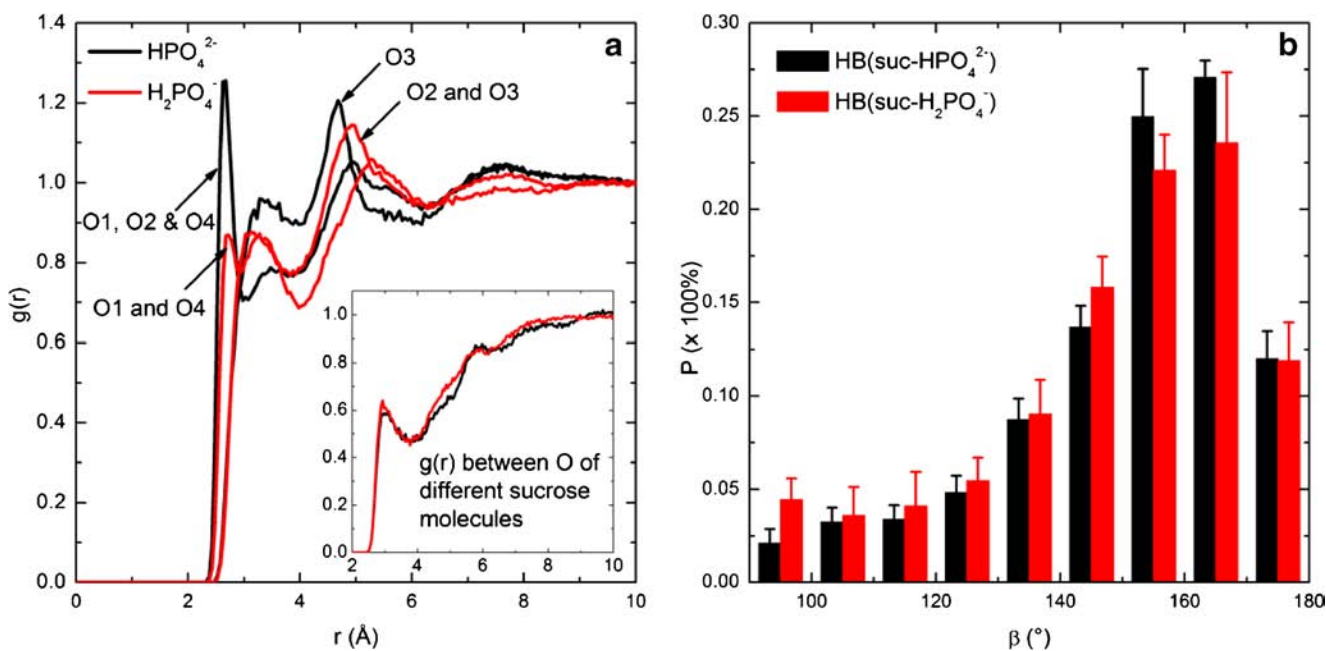 a
HPO₄²⁻
H₂PO₄⁻
O3
O2 and O3
O1, O2 & O4
O1 and O4
g(r)
1.4
1.2
1.0
0.8
0.6
0.4
0.2
0.0
0 2 4 6 8 10
r (Å)
1.0
0.8
0.6
0.4
0.2
0.0
2 4 6 8 10
g(r) between O of
different sucrose
molecules
b
HB(suc-HPO₄²⁻)
HB(suc-H₂PO₄⁻)
P (x 100%)
0.30
0.25
0.20
0.15
0.10
0.05
0.00
100 120 140 160 180
β (°)